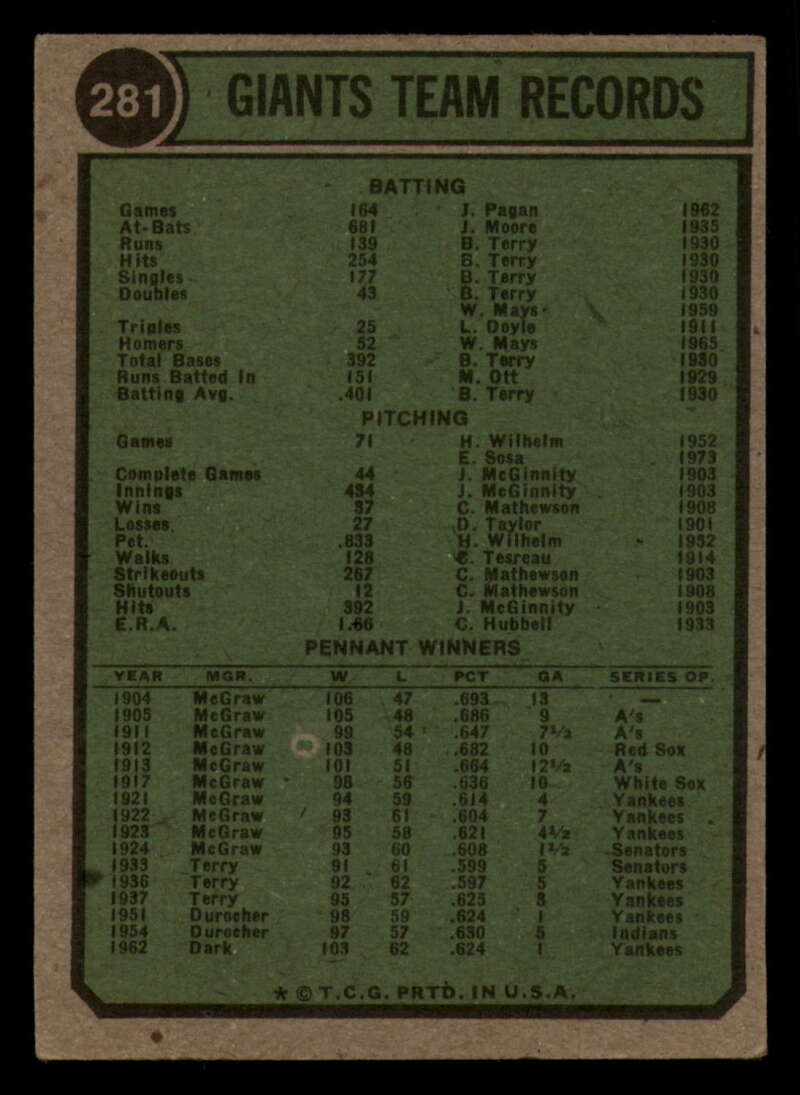 281 GIANTS TEAM RECORDS
BATTING
Games 164 J. Pagan 1962
At-Bats 681 J. Moore 1935
Runs 139 B. Terry 1930
Hits 254 B. Terry 1930
Singles 177 B. Terry 1930
Doubles 43 B. Terry 1930
W. Mays 1959
Triples 25 L. Doyle 1911
Homers 52 W. Mays 1965
Total Bases 392 B. Terry 1930
Runs Batted In 151 M. Ott 1929
Batting Avg. .401 B. Terry 1930
PITCHING
Games 71 H. Wilhelm 1952
E. Sosa 1973
Complete Games 44 J. McGinnity 1903
Innings 434 J. McGinnity 1903
Wins 37 C. Mathewson 1908
Losses 27 D. Taylor 1901
Pct. .833 H. Wilhelm 1952
Walks 128 C. Tesreau 1914
Strikeouts 267 C. Mathewson 1903
Shutouts 12 C. Mathewson 1908
Hits 392 J. McGinnity 1903
E.R.A. 1.66 C. Hubbell 1933
PENNANT WINNERS
YEAR MGR. W L PCT GA SERIES OP.
1904 McGraw 106 47 .693 13 —
1905 McGraw 105 48 .686 9 A's
1911 McGraw 99 54 .647 7½ A's
1912 McGraw 103 48 .682 10 Red Sox
1913 McGraw 101 51 .664 12½ A's
1917 McGraw 98 56 .636 10 White Sox
1921 McGraw 94 59 .614 4 Yankees
1922 McGraw 93 61 .604 7 Yankees
1923 McGraw 95 58 .621 4½ Yankees
1924 McGraw 93 60 .608 1½ Senators
1933 Terry 91 61 .599 5 Senators
1936 Terry 92 62 .597 5 Yankees
1937 Terry 95 57 .625 3 Yankees
1951 Durocher 98 59 .624 1 Yankees
1954 Durocher 97 57 .630 5 Indians
1962 Dark 103 62 .624 1 Yankees
* © T.C.G. PRTD. IN U.S.A.